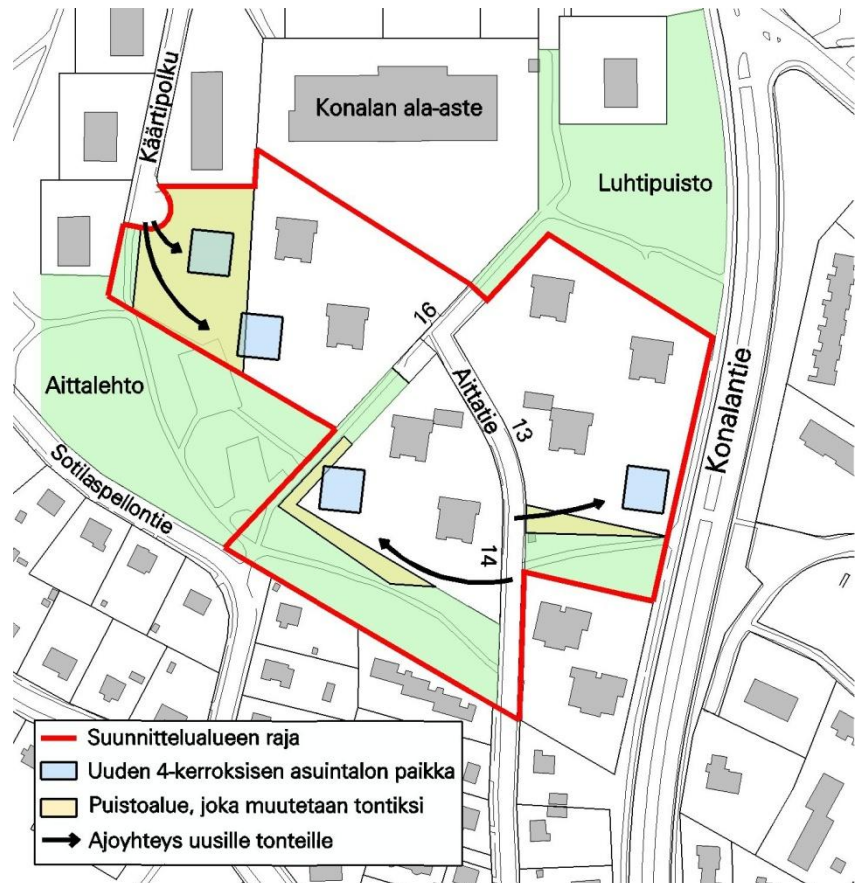 Käärtipolku
Konalan ala-aste
Luhtipuisto
16
Aittatie
13
Konalantie
Aittalehto
Sotilaspellontie
14
Suunnittelualueen raja
Uuden 4-kerroksisen asuintalon paikka
Puistoalue, joka muutetaan tontiksi
Ajoyhteys uusille tonteille